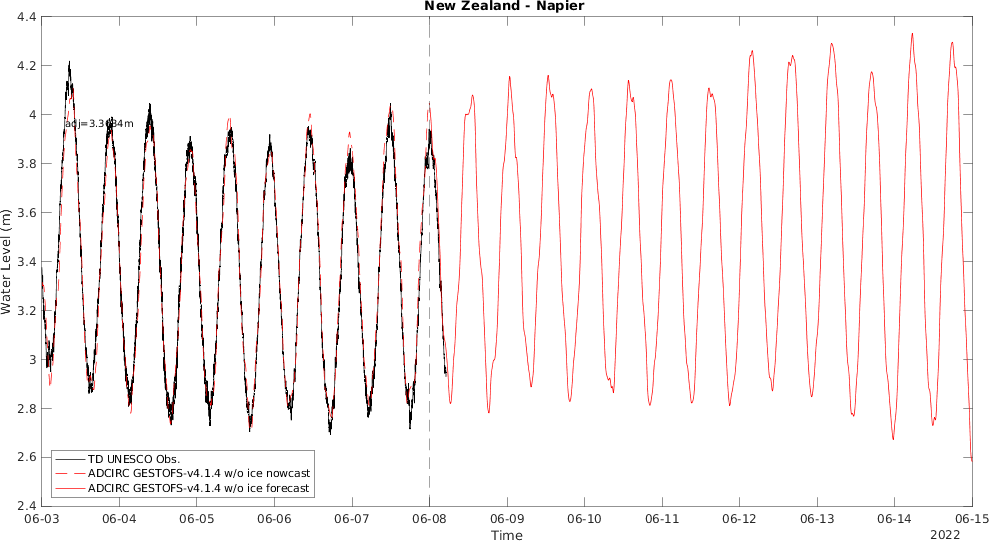 New Zealand - Napier
4.4
4.2
4
3.8
3.6
3.4
3.2
3
2.8
2.6
2.4
Water Level (m)
TD UNESCO Obs.
ADCIRC GESTOFS-v4.1.4 w/o ice nowcast
ADCIRC GESTOFS-v4.1.4 w/o ice forecast
06-03 06-04 06-05 06-06 06-07 06-08 06-09 06-10 06-11 06-12 06-13 06-14 06-15
Time
2022